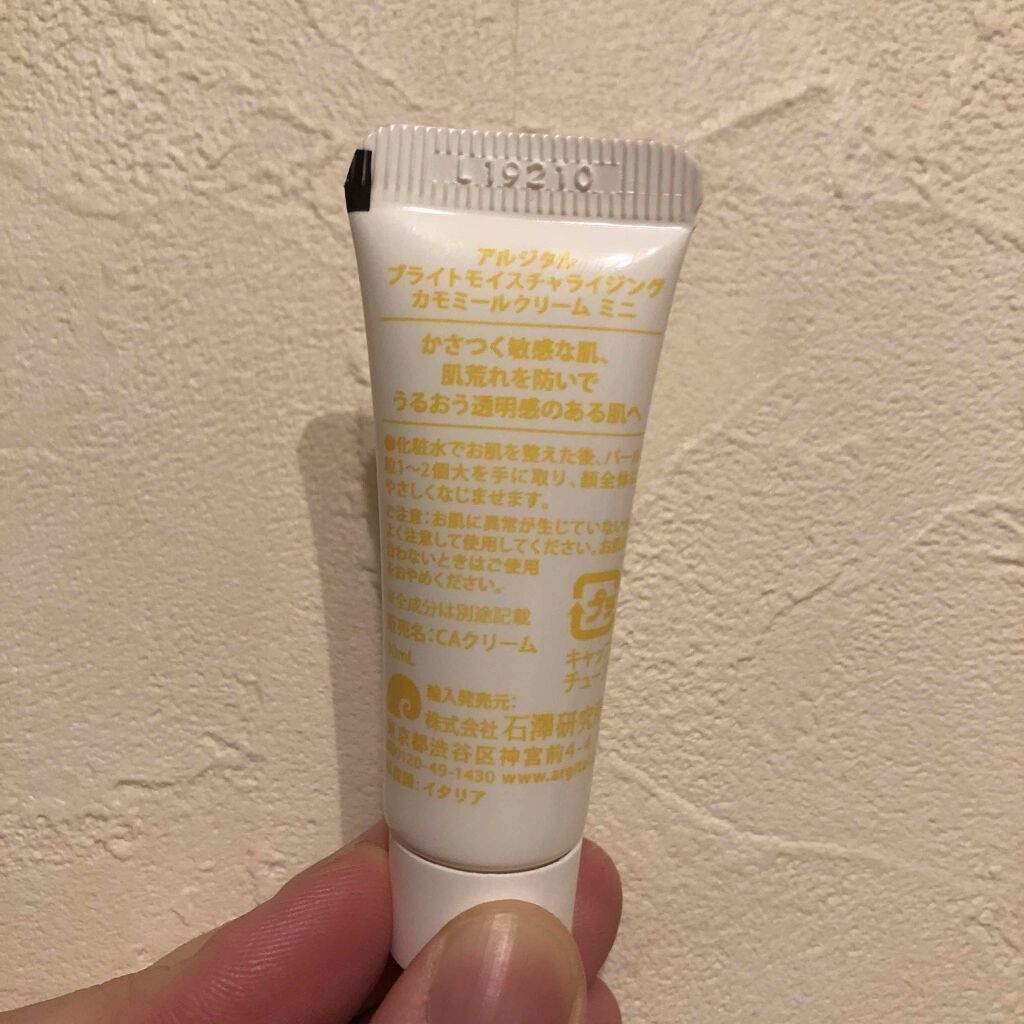 L19210
アルジタル
ブライトモイスチャライジング
カモミールクリーム ミニ
かさつく敏感な肌、
肌荒れを防いで
うるおう透明感のある肌へ
●化粧水でお肌を整えた後、パール
粒1〜2個大を手に取り、顔全体に
やさしくなじませます。
ご注意：お肌に異常が生じていないか
よく注意して使用してください。お肌に
合わないときはご使用
をおやめください。
全成分は別途記載
販売名：CAクリーム
10mL
プラ
キャッ
チュー
輸入発売元：
株式会社 石澤研究
東京都渋谷区神宮前4-
0120-49-1430 www.argita
イタリア